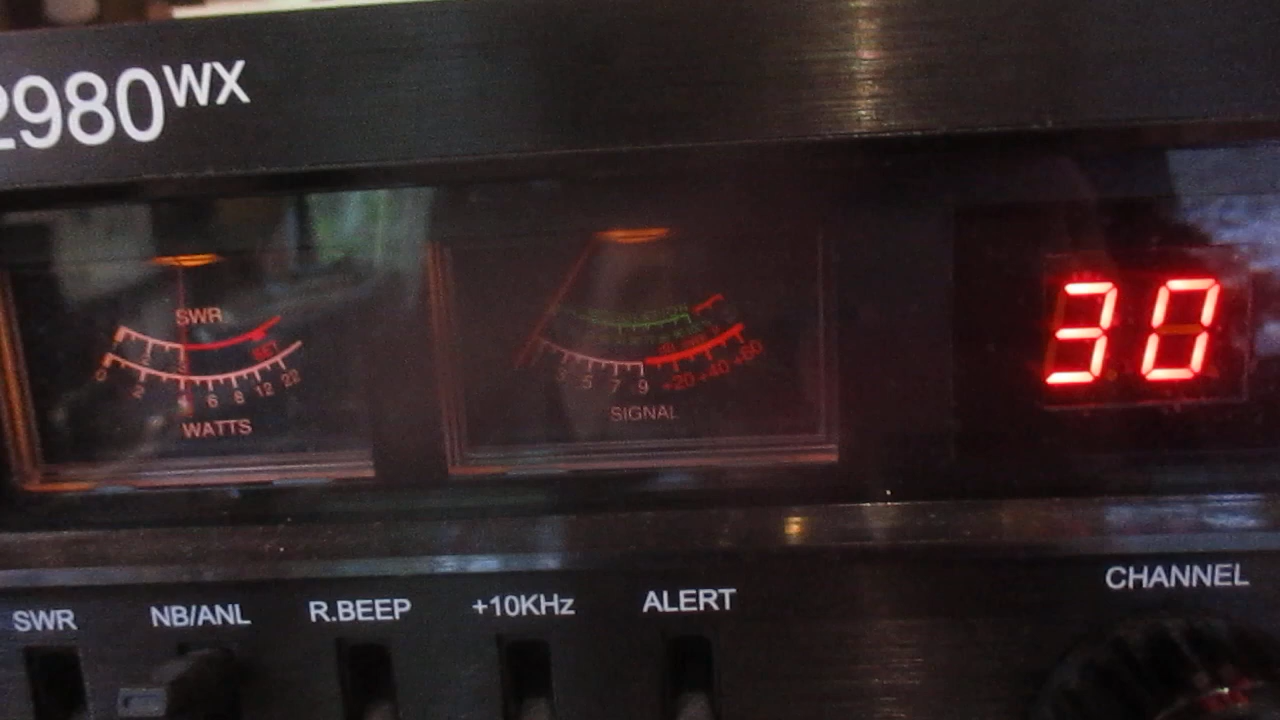 2980WX
SWR
SET
0 2 4 6 8 12 22
WATTS
5 7 9 +20 +40 +60
SIGNAL
30
SWR NB/ANL R.BEEP +10KHz ALERT CHANNEL